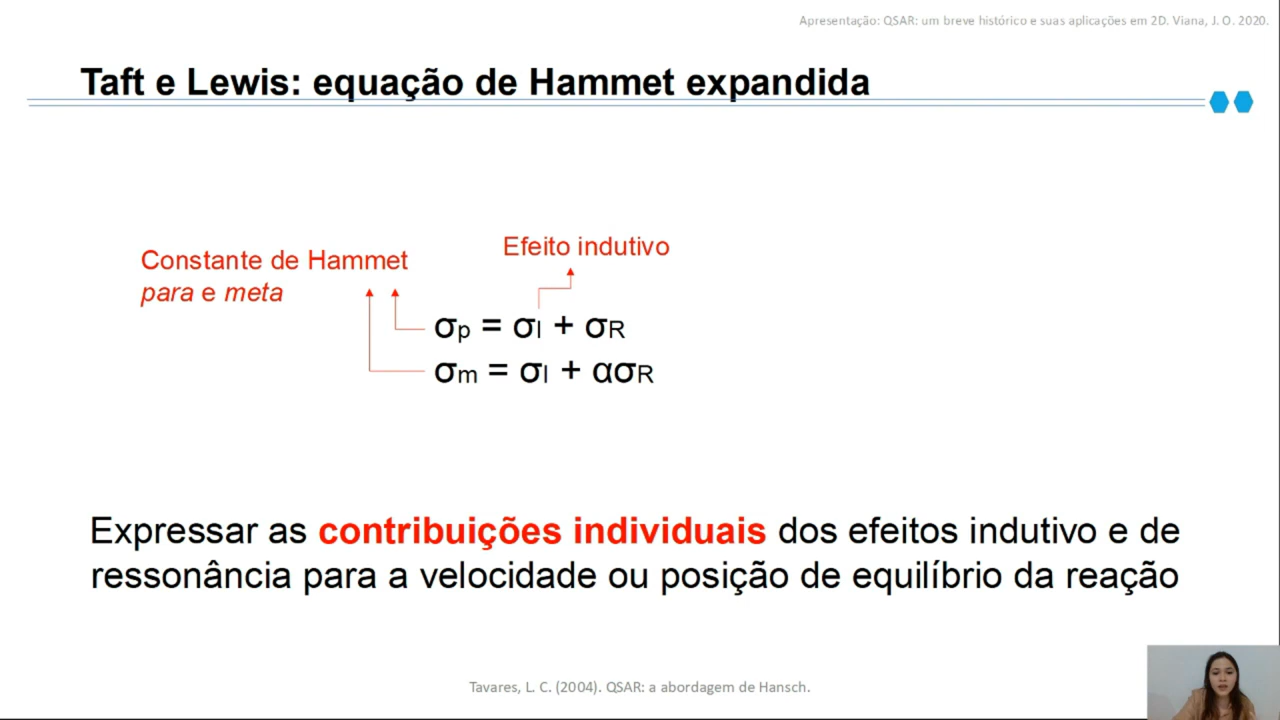 Apresentação: QSAR: um breve histórico e suas aplicações em 2D. Viana, J. O. 2020.
Taft e Lewis: equação de Hammet expandida
Efeito indutivo
Constante de Hammet
para e meta
σp = σI + σR
σm = σI + ασR
Expressar as contribuições individuais dos efeitos indutivo e de
ressonância para a velocidade ou posição de equilíbrio da reação
Tavares, L. C. (2004). QSAR: a abordagem de Hansch.